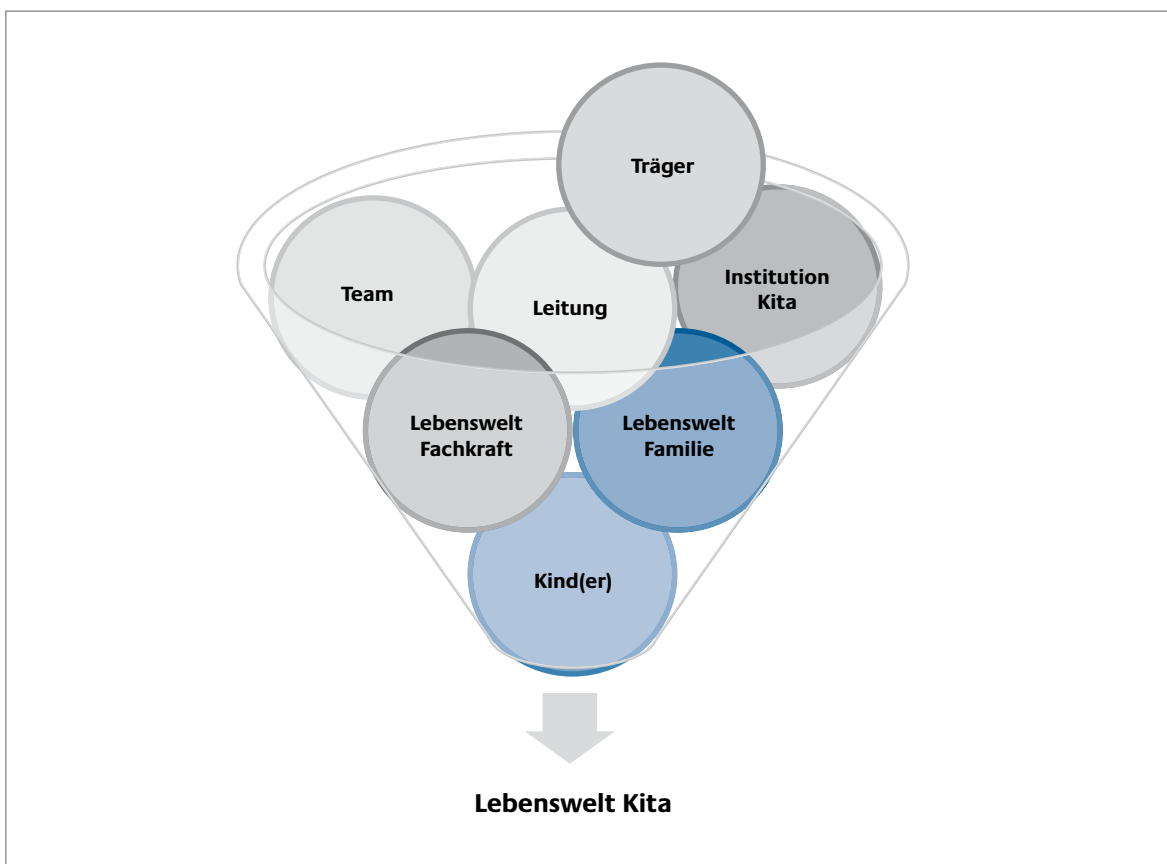 Träger
Team
Leitung
Institution
Kita
Lebenswelt
Fachkraft
Lebenswelt
Familie
Kind(er)
Lebenswelt Kita